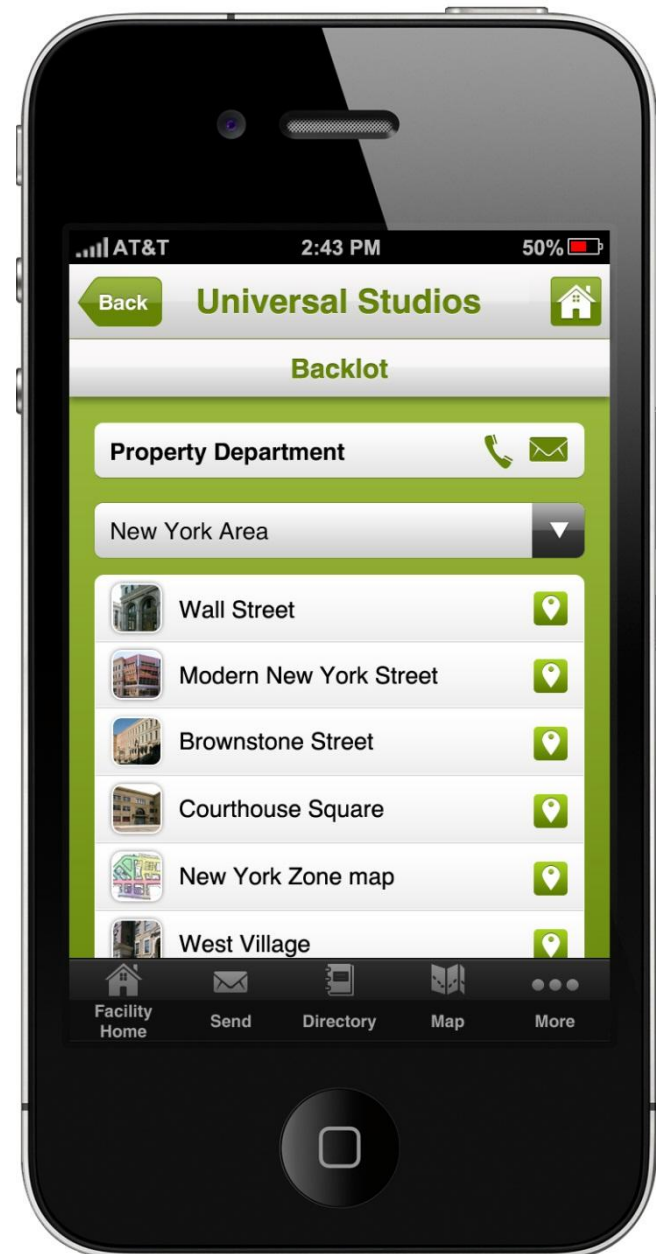 AT&T 2:43 PM 50%
Back Universal Studios
Backlot
Property Department
New York Area
Wall Street
Modern New York Street
Brownstone Street
Courthouse Square
New York Zone map
West Village
Facility
Home Send Directory Map More